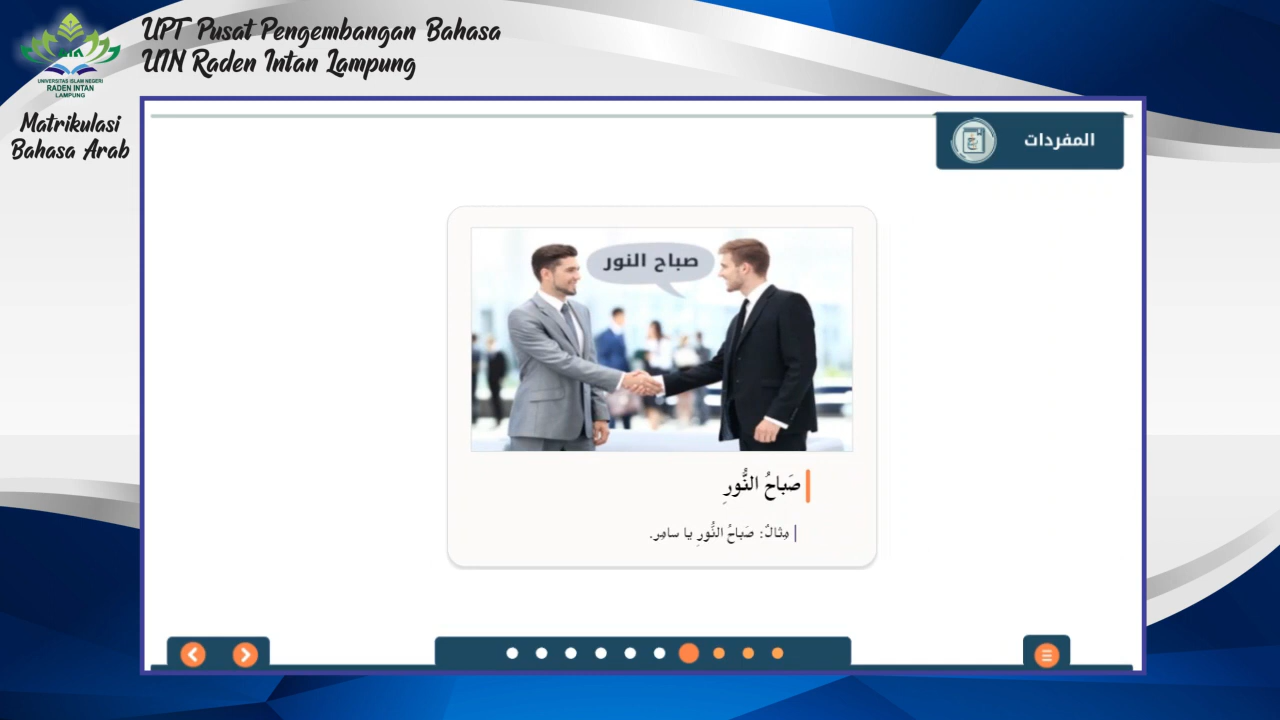 UPT Pusat Pengembangan Bahasa
UIN Raden Intan Lampung
UNIVERSITAS ISLAM NEGERI
RADEN INTAN
LAMPUNG
Matrikulasi
Bahasa Arab
المفردات
صباح النور
صَباحُ النُّورِ
مِثالٌ: صَباحُ النُّورِ يا سامِر.